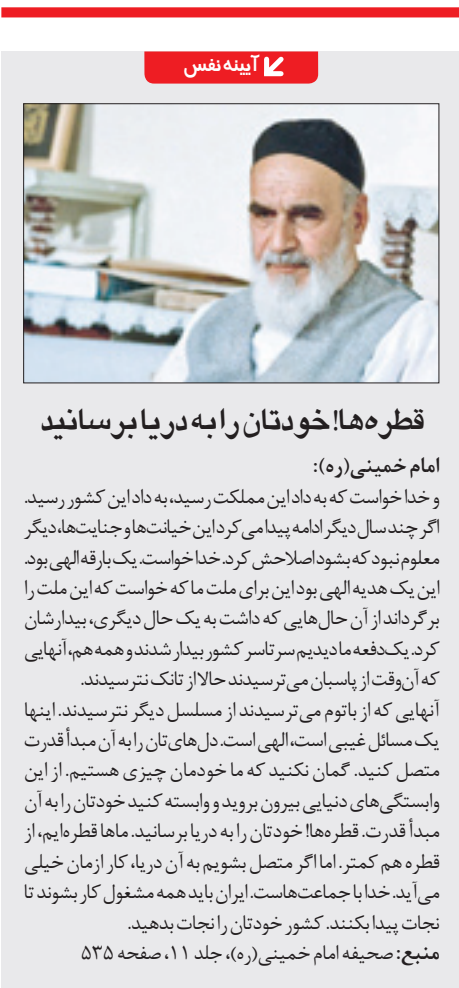 آیینه نفس
قطره‌ها! خودتان را به دریا برسانید
امام خمینی(ره):
و خدا خواست که به داد این مملکت رسید، به داد این کشور رسید.
اگر چند سال دیگر ادامه پیدا می‌کرد این خیانت‌ها و جنایت‌ها، دیگر
معلوم نبود که بشود اصلاحش کرد. خدا خواست. یک بارقه الهی بود.
این یک هدیه الهی بود این برای ملت ما که خواست که این ملت را
برگرداند از آن حال‌هایی که داشت به یک حال دیگری، بیدارشان
کرد. یک‌دفعه ما دیدیم سرتاسر کشور بیدار شدند و همه هم، آنهایی
که آن‌وقت از پاسبان می‌ترسیدند حالا از تانک نترسیدند.
آنهایی که از باتوم می‌ترسیدند از مسلسل دیگر نترسیدند. اینها
یک مسائل غیبی است، الهی است. دل‌های‌تان را به آن مبدأ قدرت
متصل کنید. گمان نکنید که ما خودمان چیزی هستیم. از این
وابستگی‌های دنیایی بیرون بروید و وابسته کنید خودتان را به آن
مبدأ قدرت. قطره‌ها! خودتان را به دریا برسانید. ماها قطره‌ایم، از
قطره هم کمتر. اما اگر متصل بشویم به آن دریا، کار ازمان خیلی
می‌آید. خدا با جماعت‌هاست. ایران باید همه مشغول کار بشوند تا
نجات پیدا بکنند. کشور خودتان را نجات بدهید.
منبع: صحیفه امام خمینی(ره)، جلد ۱۱، صفحه ۵۳۵